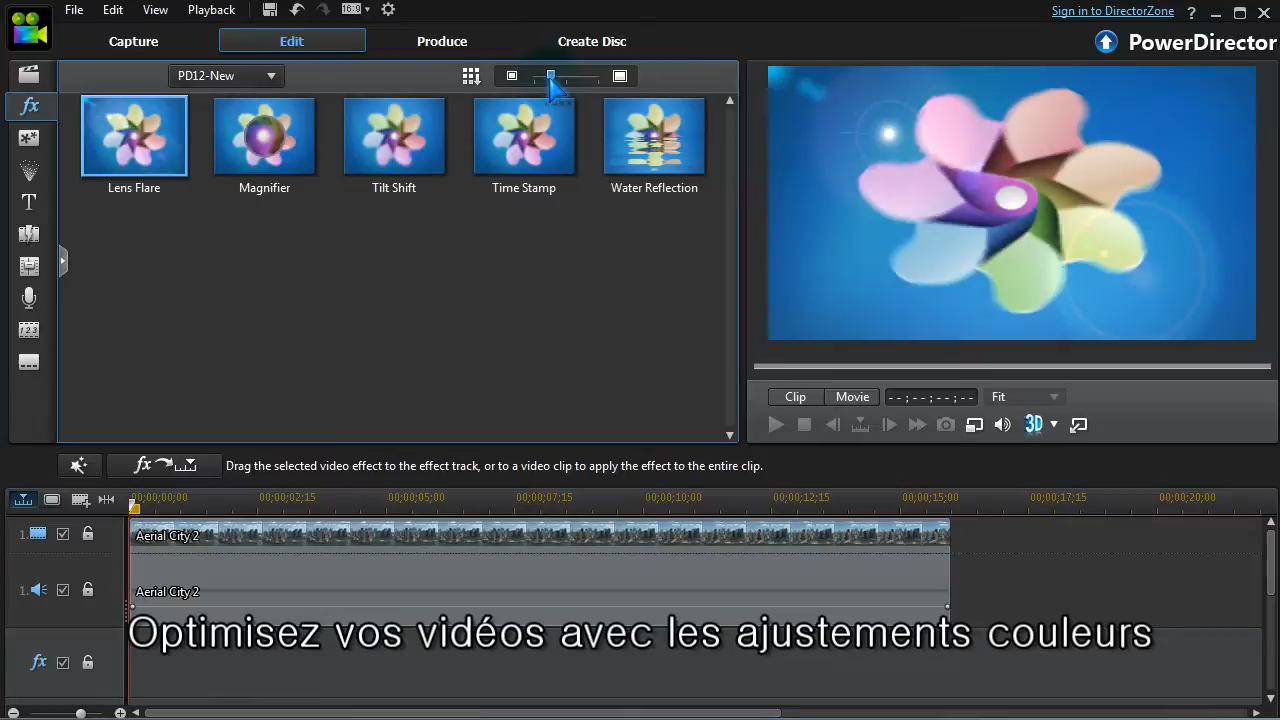 File Edit View Playback 16:9 Sign in to DirectorZone ?
Capture Edit Produce Create Disc PowerDirector
PD12-New
fx
Lens Flare Magnifier Tilt Shift Time Stamp Water Reflection
T
Clip Movie --;--;--;-- Fit
3D
fx Drag the selected video effect to the effect track, or to a video clip to apply the effect to the entire clip.
00;00;00;00 00;00;02;15 00;00;05;00 00;00;07;15 00;00;10;00 00;00;12;15 00;00;15;00 00;00;17;15 00;00;20;00
1. Aerial City 2
1. Aerial City 2
Optimisez vos vidéos avec les ajustements couleurs
fx